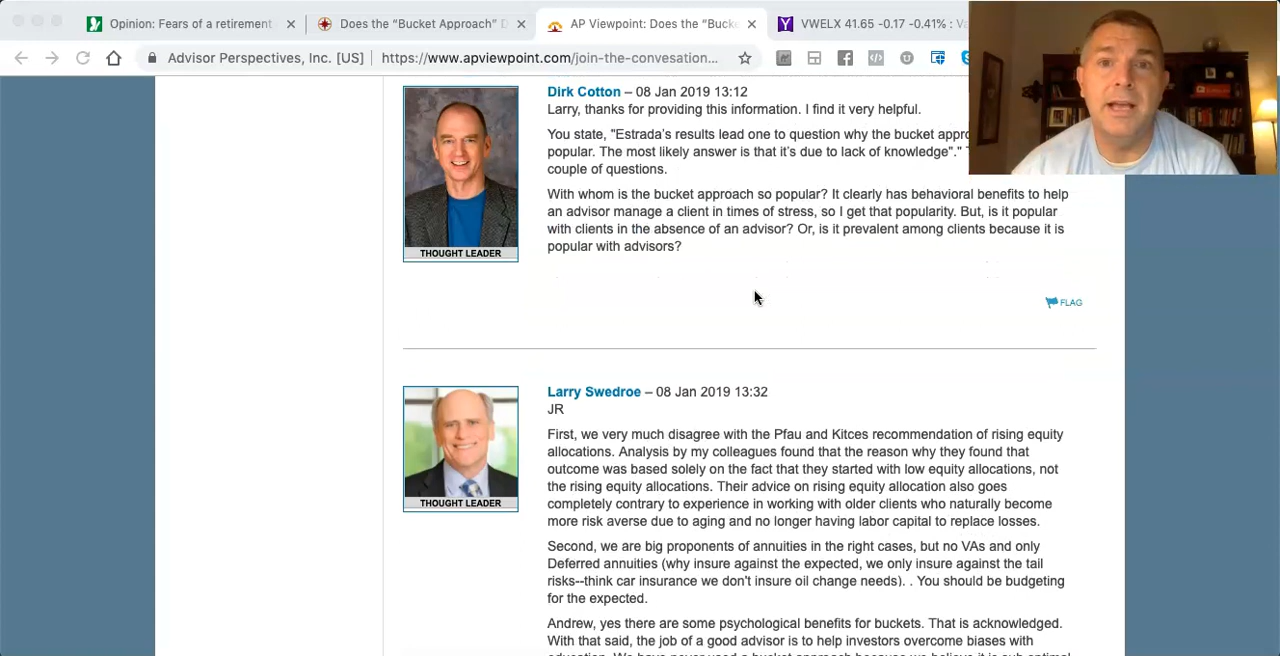 Opinion: Fears of a retirement
Does the “Bucket Approach” D
AP Viewpoint: Does the “Bucke
VWELX 41.65 -0.17 -0.41% : Va
Advisor Perspectives, Inc. [US]
https://www.apviewpoint.com/join-the-convesation...
Dirk Cotton – 08 Jan 2019 13:12
Larry, thanks for providing this information. I find it very helpful.
You state, "Estrada's results lead one to question why the bucket appro
popular. The most likely answer is that it's due to lack of knowledge"." T
couple of questions.
With whom is the bucket approach so popular? It clearly has behavioral benefits to help
an advisor manage a client in times of stress, so I get that popularity. But, is it popular
with clients in the absence of an advisor? Or, is it prevalent among clients because it is
popular with advisors?
THOUGHT LEADER
FLAG
Larry Swedroe – 08 Jan 2019 13:32
JR
First, we very much disagree with the Pfau and Kitces recommendation of rising equity
allocations. Analysis by my colleagues found that the reason why they found that
outcome was based solely on the fact that they started with low equity allocations, not
the rising equity allocations. Their advice on rising equity allocation also goes
completely contrary to experience in working with older clients who naturally become
more risk averse due to aging and no longer having labor capital to replace losses.
THOUGHT LEADER
Second, we are big proponents of annuities in the right cases, but no VAs and only
Deferred annuities (why insure against the expected, we only insure against the tail
risks--think car insurance we don't insure oil change needs). . You should be budgeting
for the expected.
Andrew, yes there are some psychological benefits for buckets. That is acknowledged.
With that said, the job of a good advisor is to help investors overcome biases with